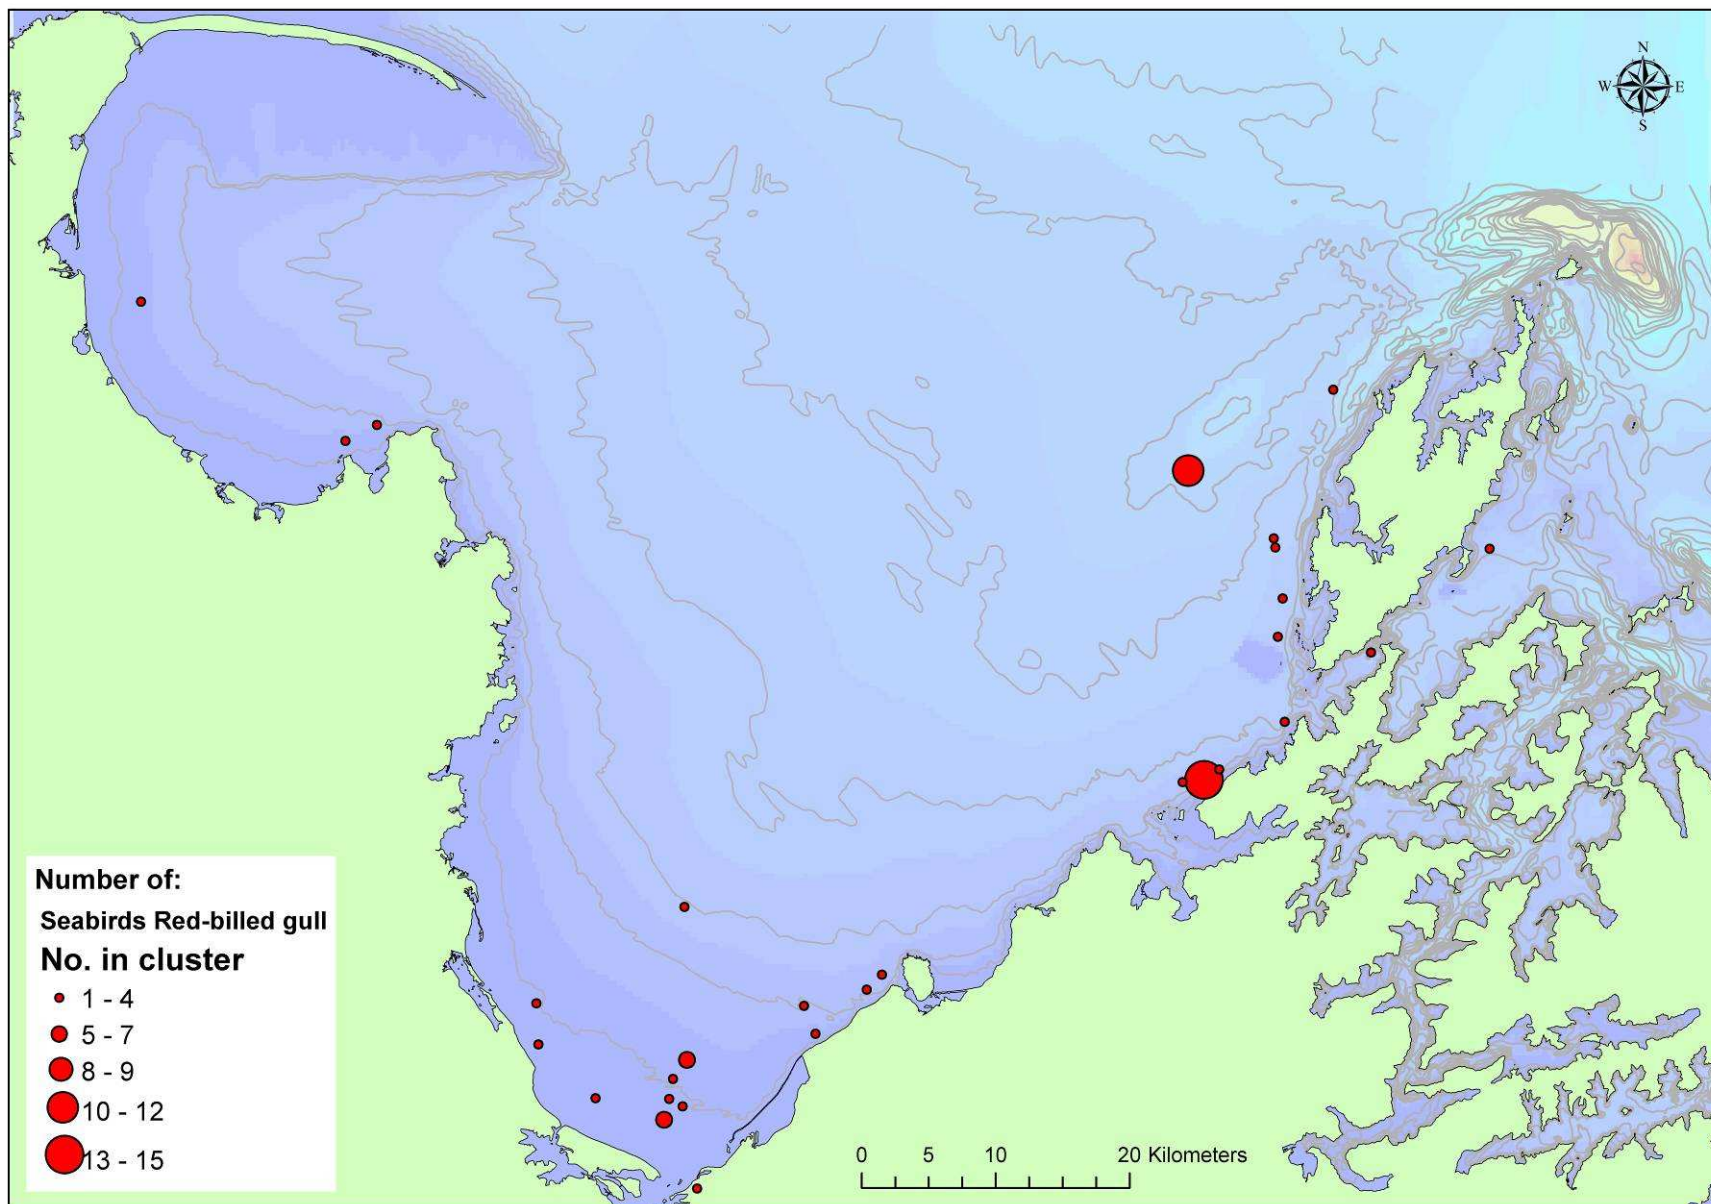 N
W E
S
Number of:
Seabirds Red-billed gull
No. in cluster
1 - 4
5 - 7
8 - 9
10 - 12
13 - 15
0 5 10 20 Kilometers